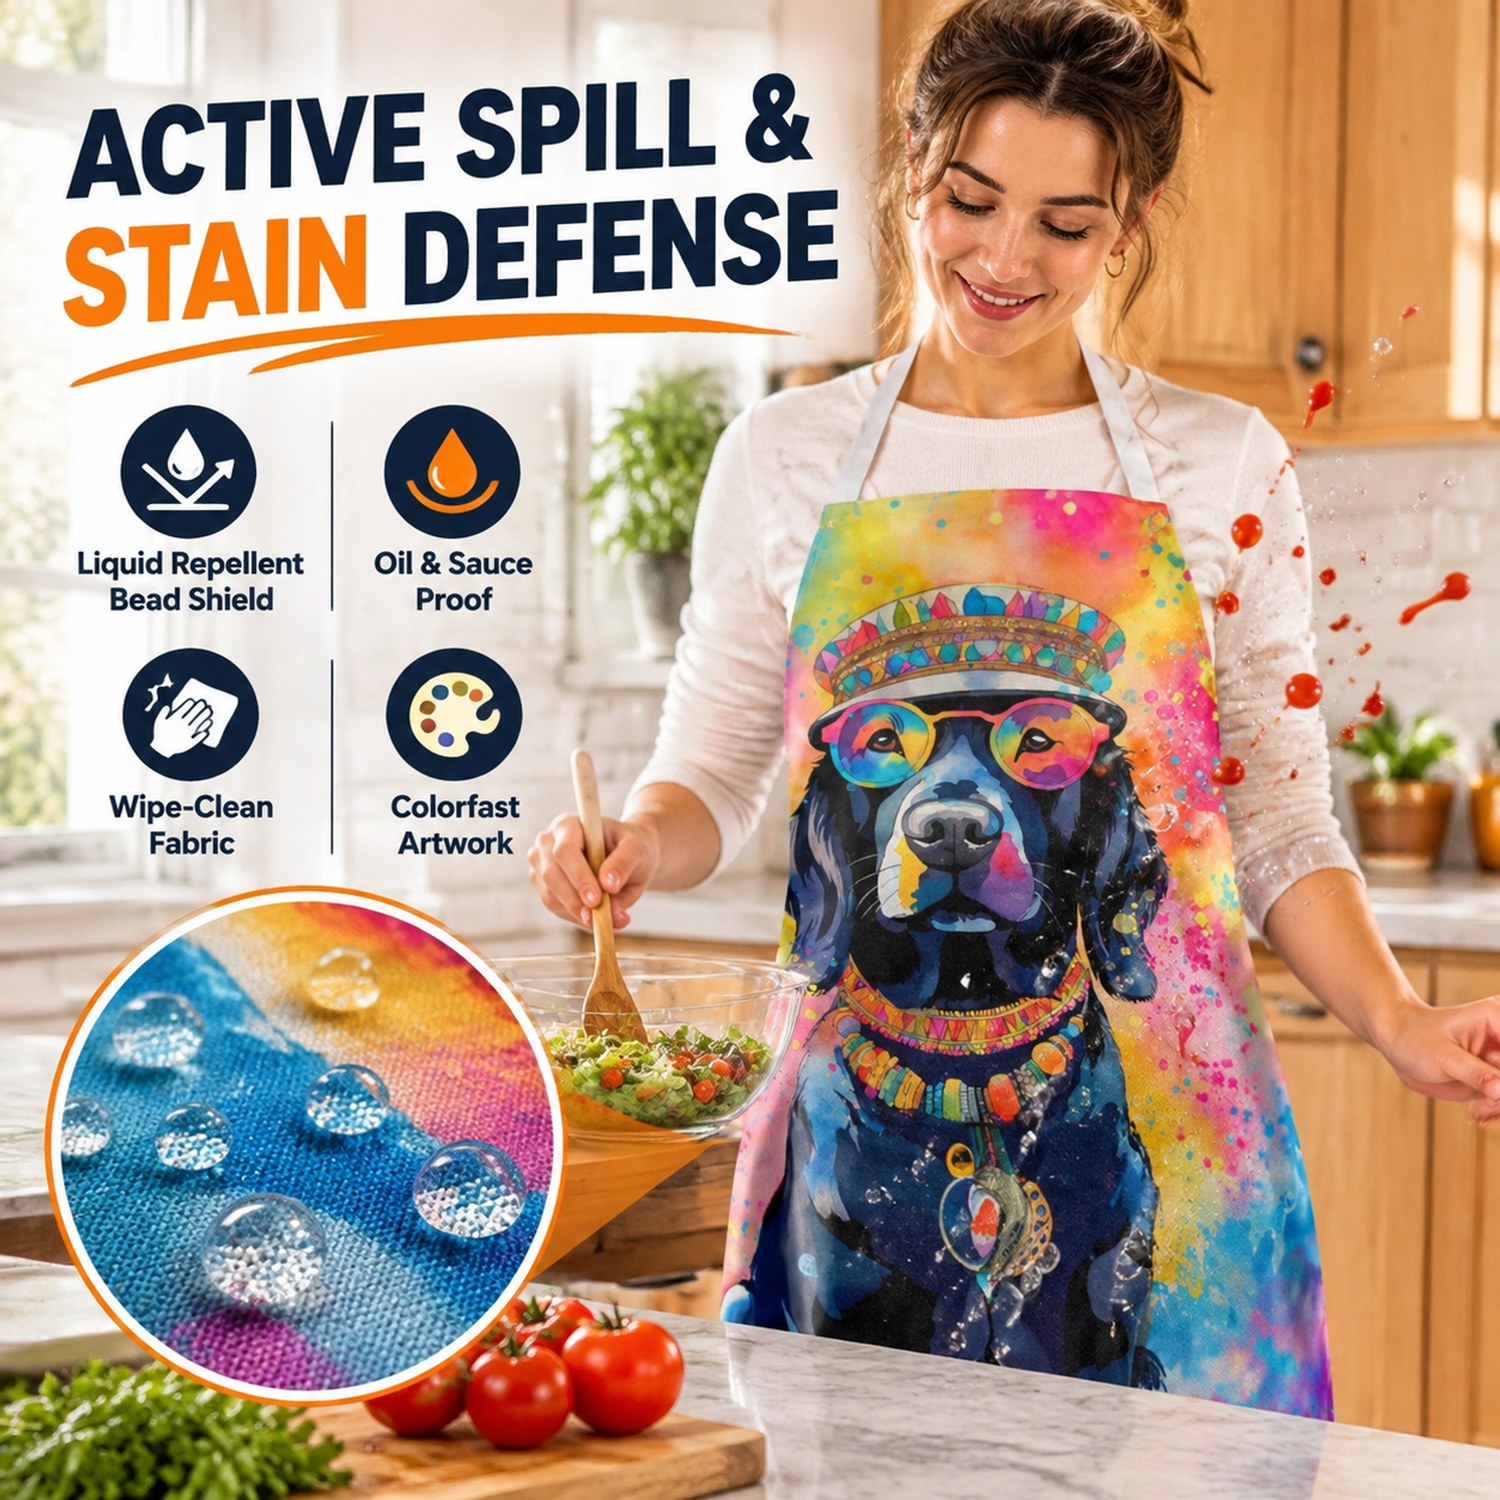 ACTIVE SPILL &
STAIN DEFENSE
Liquid Repellent
Bead Shield
Oil & Sauce
Proof
Wipe-Clean
Fabric
Colorfast
Artwork